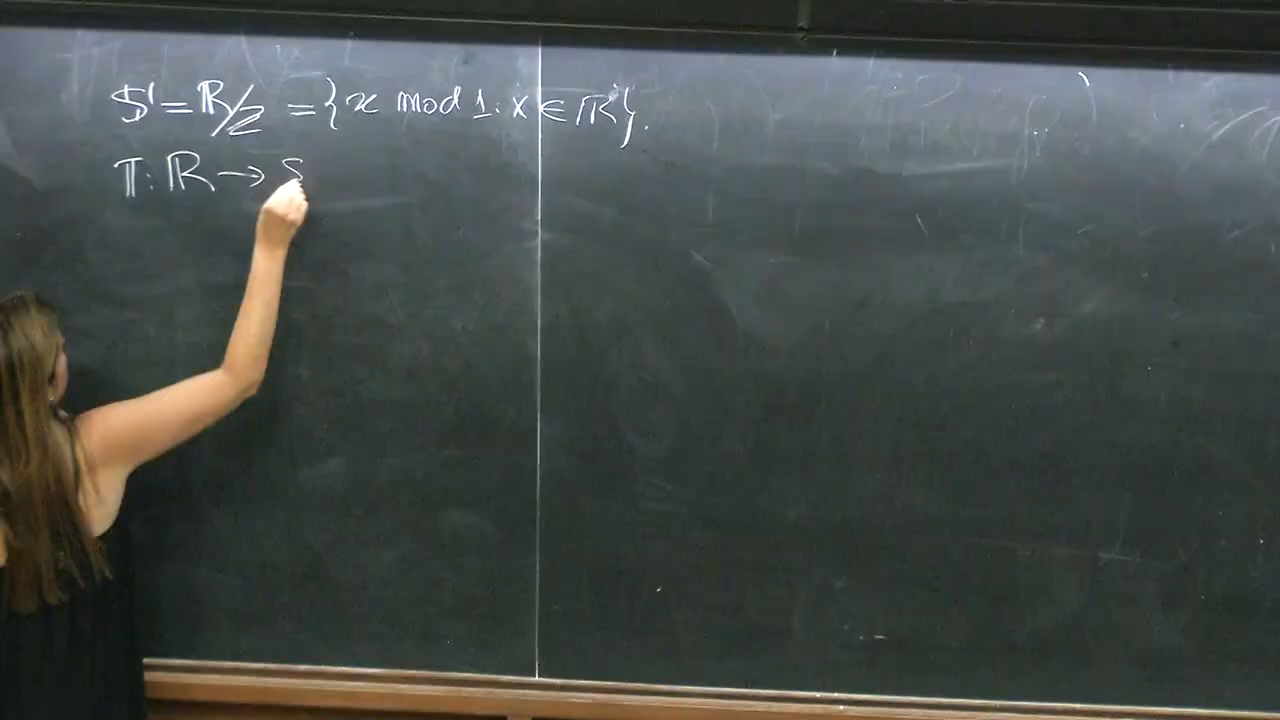 S¹ = ℝ/ℤ = {x mod 1 : x ∈ ℝ}.
π : ℝ → S